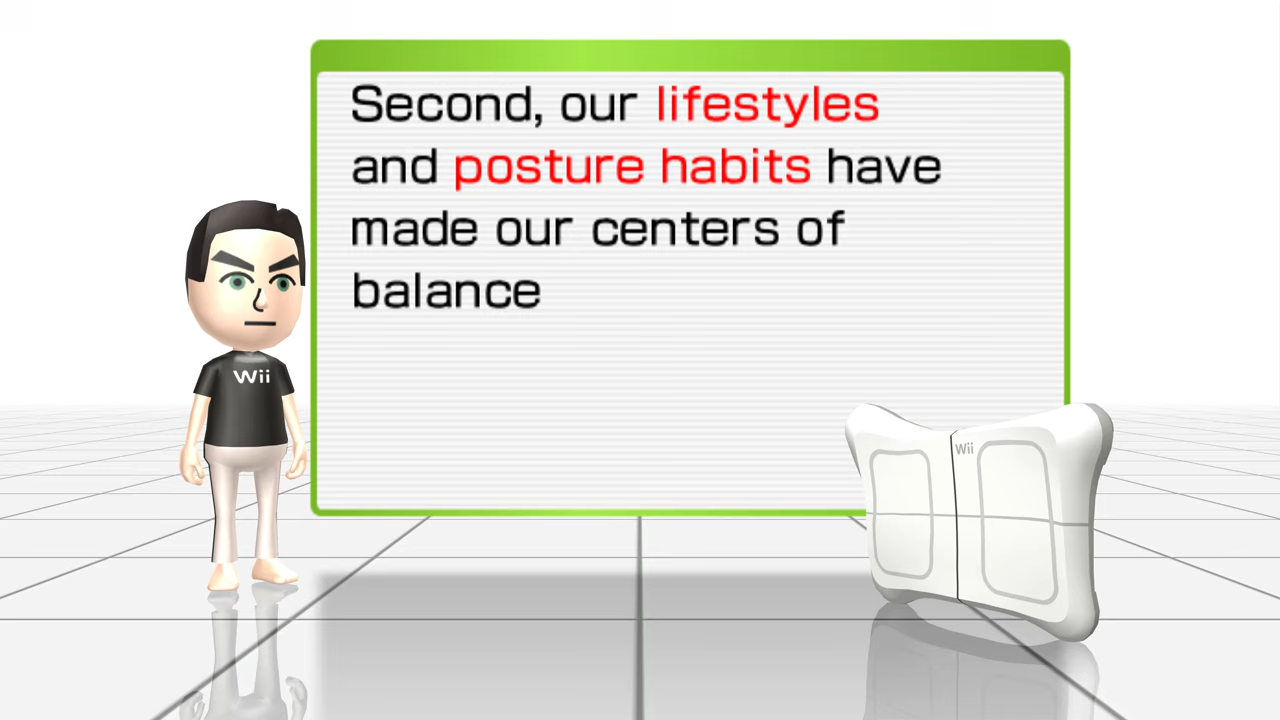 Second, our lifestyles
and posture habits have
made our centers of
balance
Wii
Wii